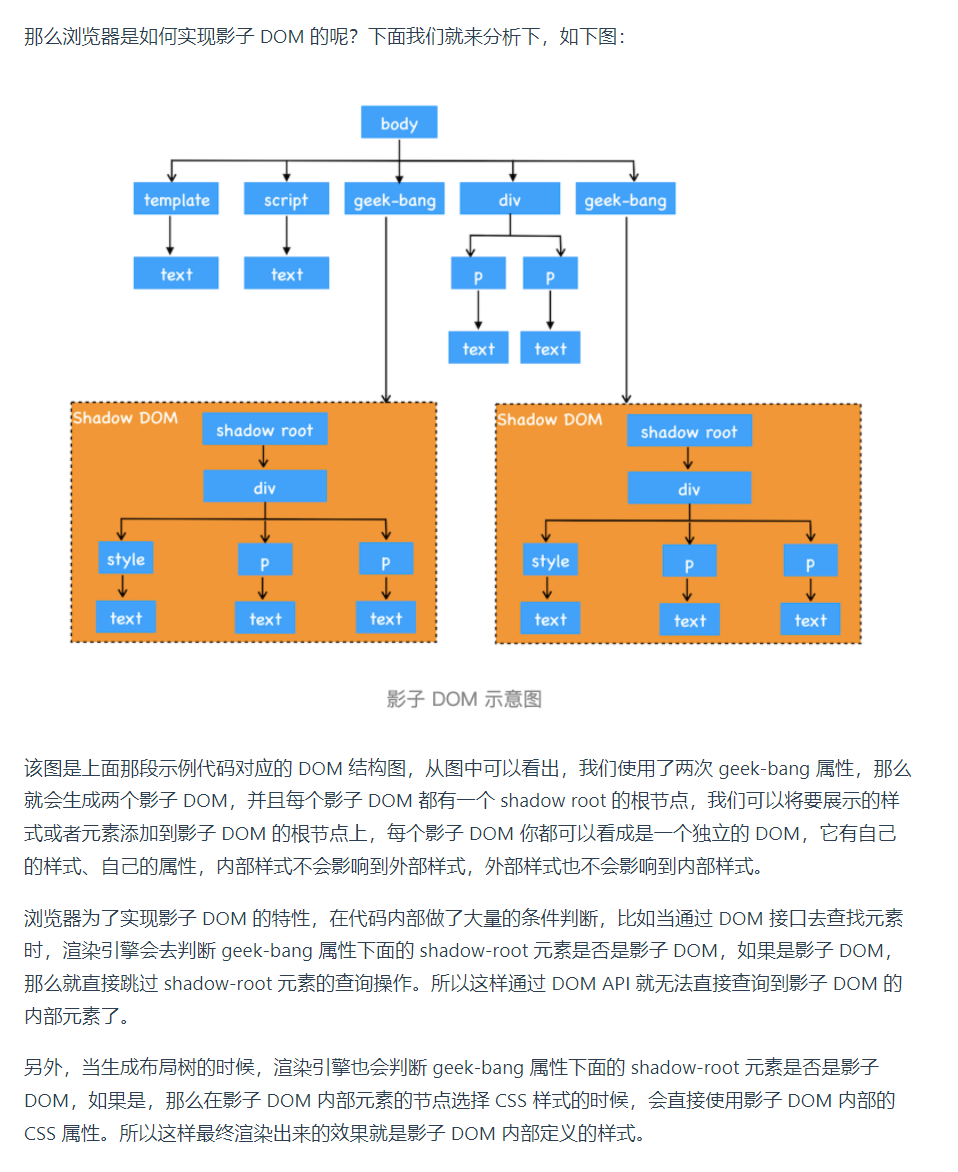 那么浏览器是如何实现影子 DOM 的呢？下面我们就来分析下，如下图：
body
template script geek-bang div geek-bang
text text p p
text text
Shadow DOM
shadow root
div
style p p
text text text
Shadow DOM
shadow root
div
style p p
text text text
影子 DOM 示意图
该图是上面那段示例代码对应的 DOM 结构图，从图中可以看出，我们使用了两次 geek-bang 属性，那么
就会生成两个影子 DOM，并且每个影子 DOM 都有一个 shadow root 的根节点，我们可以将要展示的样
式或者元素添加到影子 DOM 的根节点上，每个影子 DOM 你都可以看成是一个独立的 DOM，它有自己
的样式、自己的属性，内部样式不会影响到外部样式，外部样式也不会影响到内部样式。
浏览器为了实现影子 DOM 的特性，在代码内部做了大量的条件判断，比如当通过 DOM 接口去查找元素
时，渲染引擎会去判断 geek-bang 属性下面的 shadow-root 元素是否是影子 DOM，如果是影子 DOM，
那么就直接跳过 shadow-root 元素的查询操作。所以这样通过 DOM API 就无法直接查询到影子 DOM 的
内部元素了。
另外，当生成布局树的时候，渲染引擎也会判断 geek-bang 属性下面的 shadow-root 元素是否是影子
DOM，如果是，那么在影子 DOM 内部元素的节点选择 CSS 样式的时候，会直接使用影子 DOM 内部的
CSS 属性。所以这样最终渲染出来的效果就是影子 DOM 内部定义的样式。